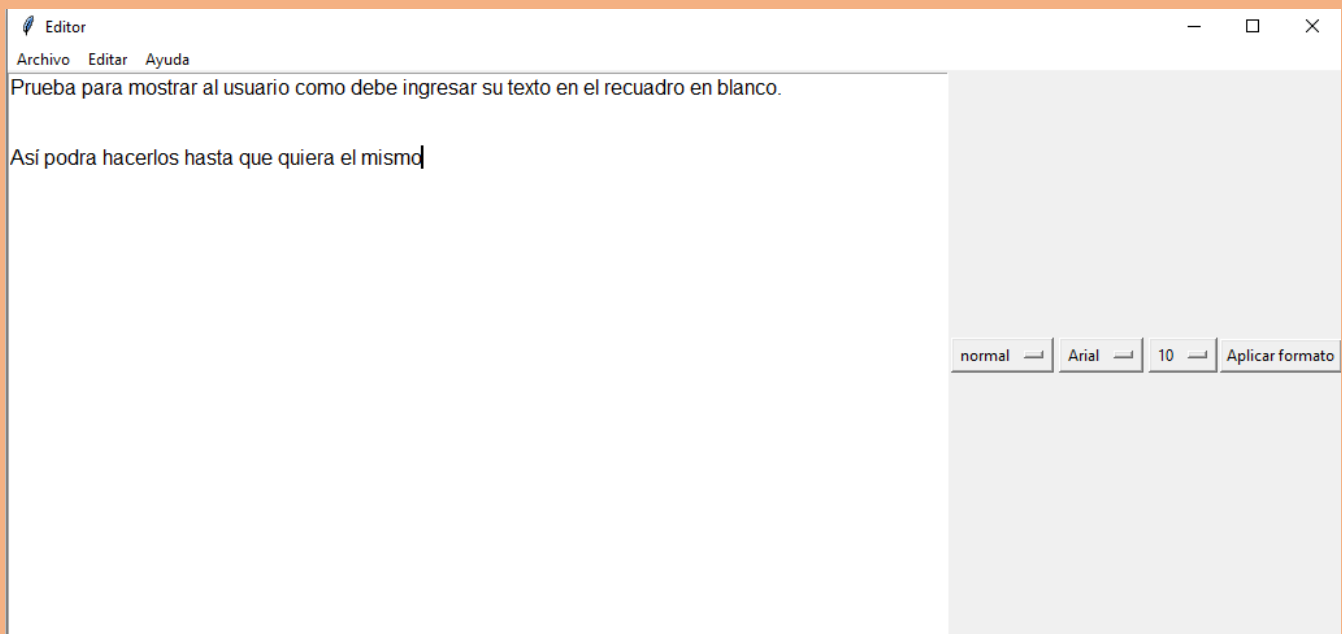 Editor
Archivo Editar Ayuda
Prueba para mostrar al usuario como debe ingresar su texto en el recuadro en blanco.
Así podra hacerlos hasta que quiera el mismo
normal Arial 10 Aplicar formato